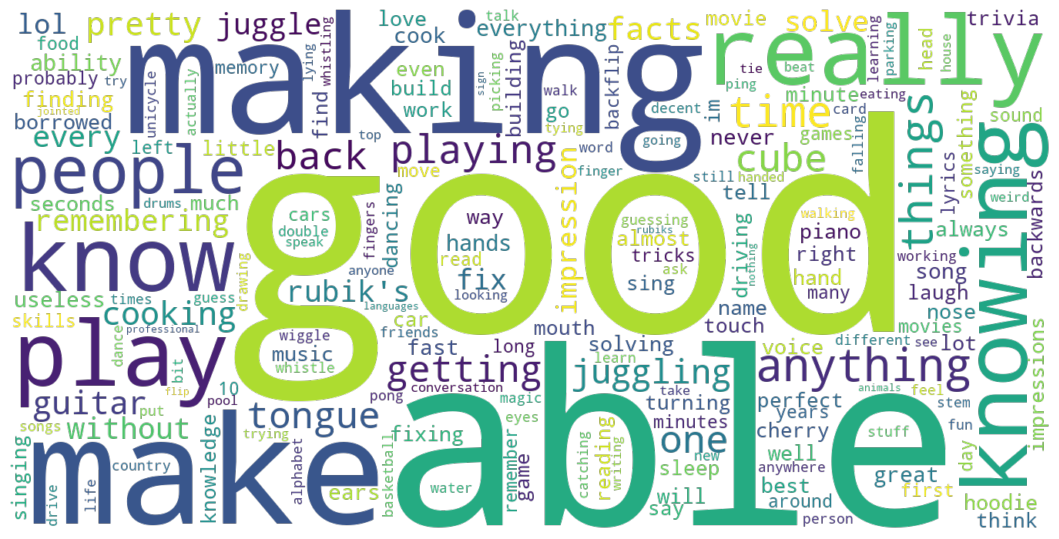 good
able
making
make
play
know
knowing
really
people
time
things
anything
one
tongue
juggling
getting
playing
back
cube
rubik's
fix
juggle
pretty
lol
love
cook
everything
facts
movie
solve
trivia
picking
talk
food
ability
probably
try
jointed
finding
borrowed
every
unicycle
actually
memory
lying
whistling
find
even
build
work
sign
building
walk
go
tying
backflip
decent
going
im
ping
tie
beat
minute
never
games
card
parking
learning
eating
head
house
falling
something
sound
saying
weird
left
little
top
move
word
finger
still
handed
tell
lyrics
always
backwards
seconds
drums
much
remembering
cars
double
speak
fingers
dancing
way
hands
read
looking
impression
guessing
rubiks
almost
tricks
ask
sing
driving
nothing
walking
piano
right
hand
many
working
song
laugh
nose
useless
times
guess
drawing
anyone
languages
skills
cooking
professional
dance
bit
wiggle
music
whistle
car
friends
fast
long
mouth
solving
name
touch
voice
movies
different
see
lot
impressions
guitar
10
pool
flip
put
songs
without
pong
conversation
magic
learn
take
turning
minutes
perfect
years
cherry
animals
feel
stem
fun
singing
country
knowledge
trying
alphabet
ears
basketball
fixing
eyes
water
remember
game
catching
reading
writing
new
sleep
will
say
well
anywhere
best
around
person
stuff
great
first
day
hoodie
think
drive
life